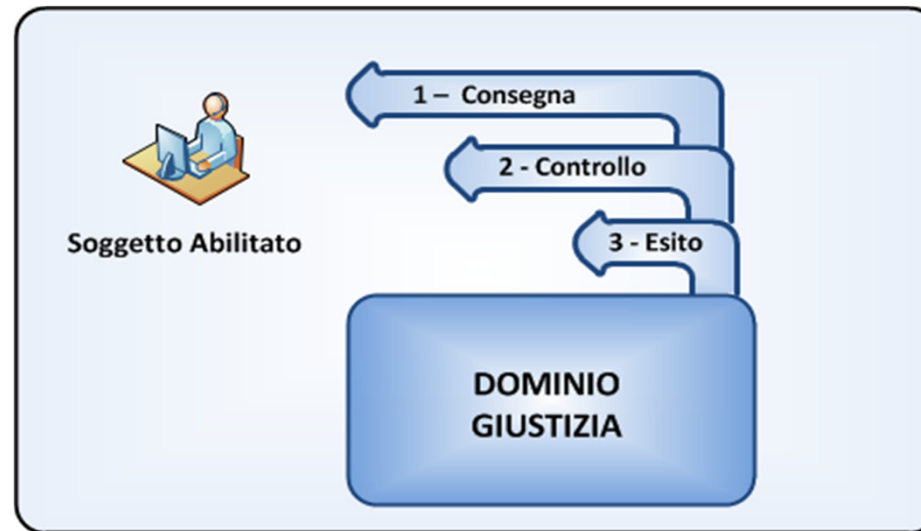 1 – Consegna
2 - Controllo
3 - Esito
Soggetto Abilitato
DOMINIO
GIUSTIZIA